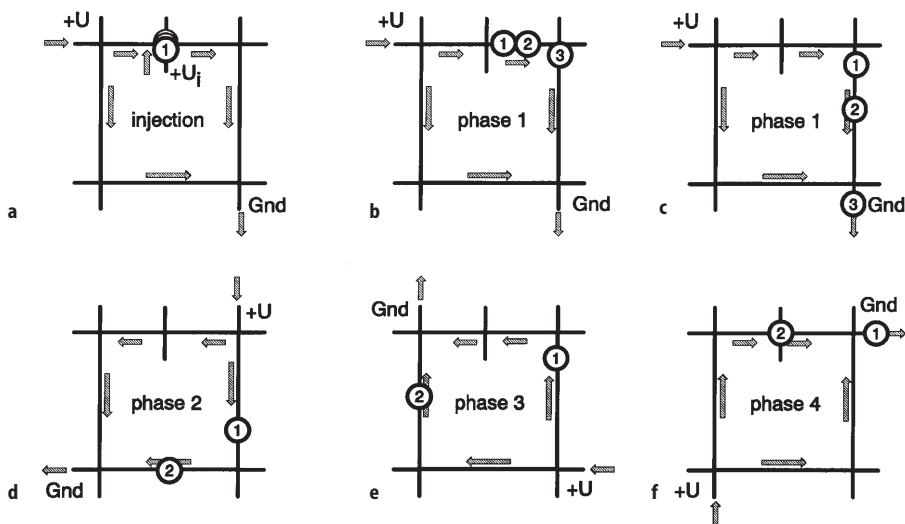 +U
1
+Ui
injection
Gnd
a
+U
1 2 3
phase 1
Gnd
b
+U
1
2
phase 1
3 Gnd
c
+U
phase 2
1
2
Gnd
d
Gnd
1
2
phase 3
+U
e
Gnd
2 1
phase 4
+U
f